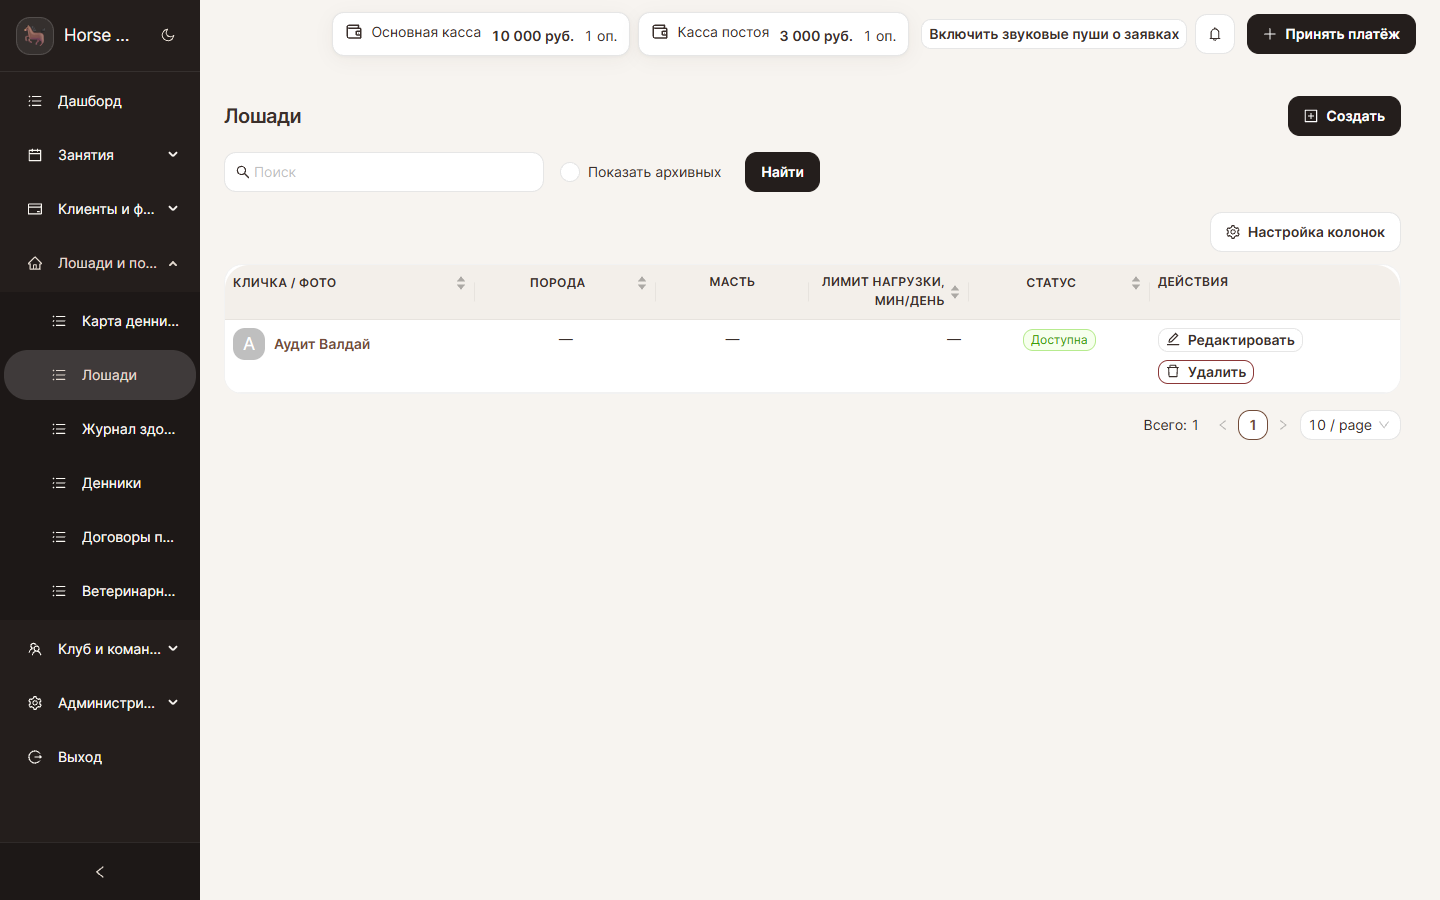 Horse ...
Основная касса 10 000 руб. 1 оп.
Касса постоя 3 000 руб. 1 оп.
Включить звуковые пуши о заявках
Принять платёж
Дашборд
Занятия
Клиенты и ф...
Лошади и по...
Карта денни...
Лошади
Журнал здо...
Денники
Договоры п...
Ветеринарн...
Клуб и коман...
Администри...
Выход
Лошади
Создать
Поиск
Показать архивных
Найти
Настройка колонок
КЛИЧКА / ФОТО
ПОРОДА
МАСТЬ
ЛИМИТ НАГРУЗКИ,
МИН/ДЕНЬ
СТАТУС
ДЕЙСТВИЯ
А Аудит Валдай — — — Доступна
Редактировать
Удалить
Всего: 1 < 1 > 10 / page